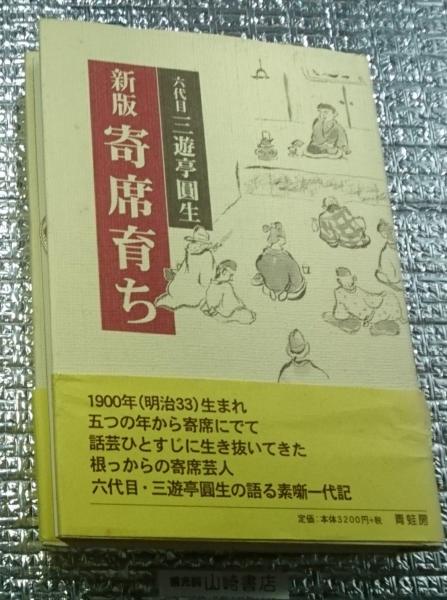 六代目 三遊亭圓生
新版 寄席育ち
1900年(明治33)生まれ
五つの年から寄席にでて
話芸ひとすじに生き抜いてきた
根っからの寄席芸人
六代目・三遊亭圓生の語る素噺一代記
定価:本体3200円+税 青蛙房
山崎書店